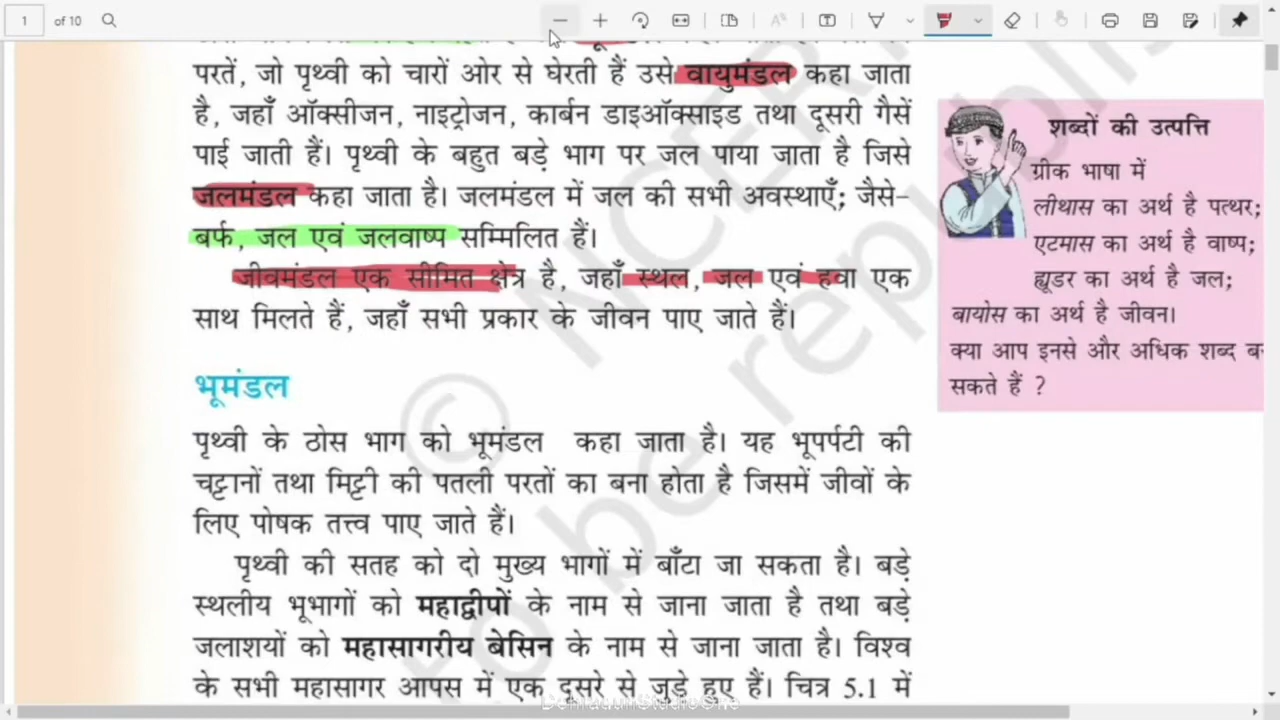 1 of 10
परतें, जो पृथ्वी को चारों ओर से घेरती हैं उसे वायुमंडल कहा जाता
है, जहाँ ऑक्सीजन, नाइट्रोजन, कार्बन डाइऑक्साइड तथा दूसरी गैसें
पाई जाती हैं। पृथ्वी के बहुत बड़े भाग पर जल पाया जाता है जिसे
जलमंडल कहा जाता है। जलमंडल में जल की सभी अवस्थाएँ; जैसे–
बर्फ, जल एवं जलवाष्प सम्मिलित हैं।
जीवमंडल एक सीमित क्षेत्र है, जहाँ स्थल, जल एवं हवा एक
साथ मिलते हैं, जहाँ सभी प्रकार के जीवन पाए जाते हैं।
भूमंडल
पृथ्वी के ठोस भाग को भूमंडल कहा जाता है। यह भूपर्पटी की
चट्टानों तथा मिट्टी की पतली परतों का बना होता है जिसमें जीवों के
लिए पोषक तत्त्व पाए जाते हैं।
पृथ्वी की सतह को दो मुख्य भागों में बाँटा जा सकता है। बड़े
स्थलीय भूभागों को महाद्वीपों के नाम से जाना जाता है तथा बड़े
जलाशयों को महासागरीय बेसिन के नाम से जाना जाता है। विश्व
के सभी महासागर आपस में एक दूसरे से जुड़े हुए हैं। चित्र 5.1 में
शब्दों की उत्पत्ति
ग्रीक भाषा में
लीथास का अर्थ है पत्थर;
एटमास का अर्थ है वाष्प;
ह्यूडर का अर्थ है जल;
बायोस का अर्थ है जीवन।
क्या आप इनसे और अधिक शब्द
सकते हैं ?
© NCERT
to be republis